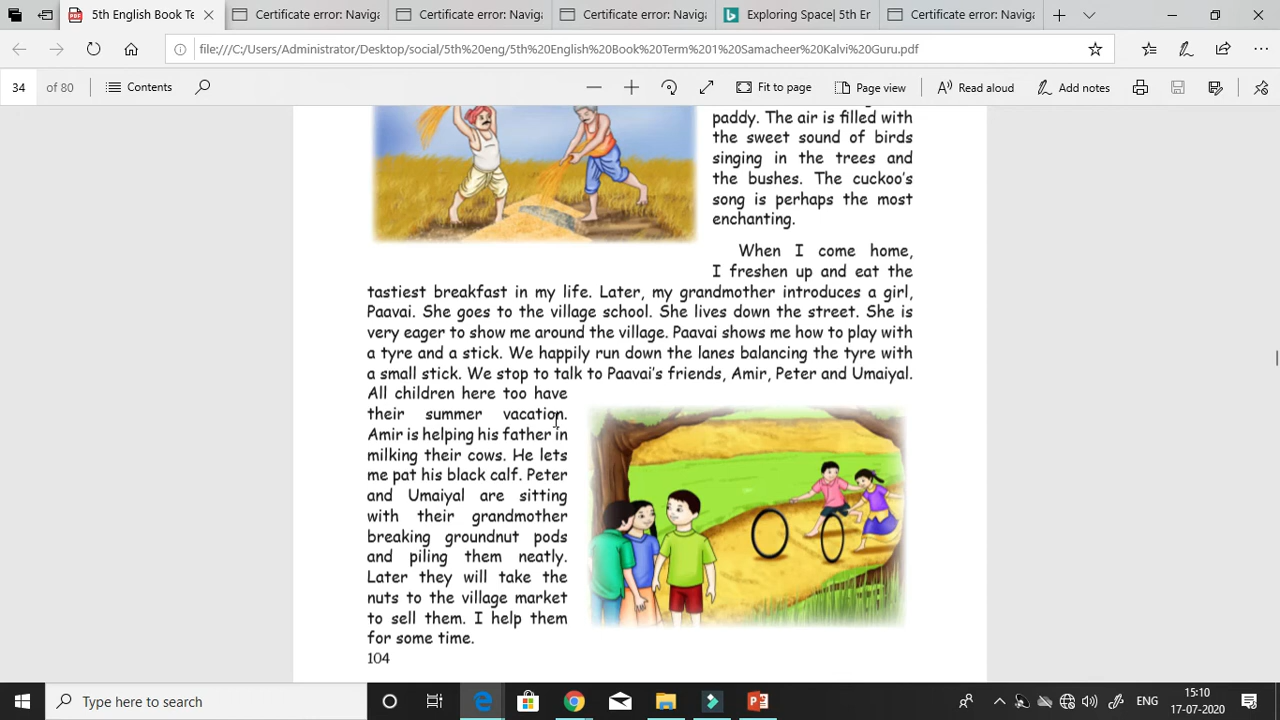 5th English Book Te
Certificate error: Naviga
Certificate error: Naviga
Certificate error: Naviga
Exploring Space| 5th Er
Certificate error: Naviga
file:///C:/Users/Administrator/Desktop/social/5th%20eng/5th%20English%20Book%20Term%201%20Samacheer%20Kalvi%20Guru.pdf
34 of 80
Contents
Fit to page
Page view
Read aloud
Add notes
paddy. The air is filled with
the sweet sound of birds
singing in the trees and
the bushes. The cuckoo's
song is perhaps the most
enchanting.
When I come home,
I freshen up and eat the
tastiest breakfast in my life. Later, my grandmother introduces a girl,
Paavai. She goes to the village school. She lives down the street. She is
very eager to show me around the village. Paavai shows me how to play with
a tyre and a stick. We happily run down the lanes balancing the tyre with
a small stick. We stop to talk to Paavai's friends, Amir, Peter and Umaiyal.
All children here too have
their summer vacation.
Amir is helping his father in
milking their cows. He lets
me pat his black calf. Peter
and Umaiyal are sitting
with their grandmother
breaking groundnut pods
and piling them neatly.
Later they will take the
nuts to the village market
to sell them. I help them
for some time.
104
Type here to search
ENG
15:10
17-07-2020